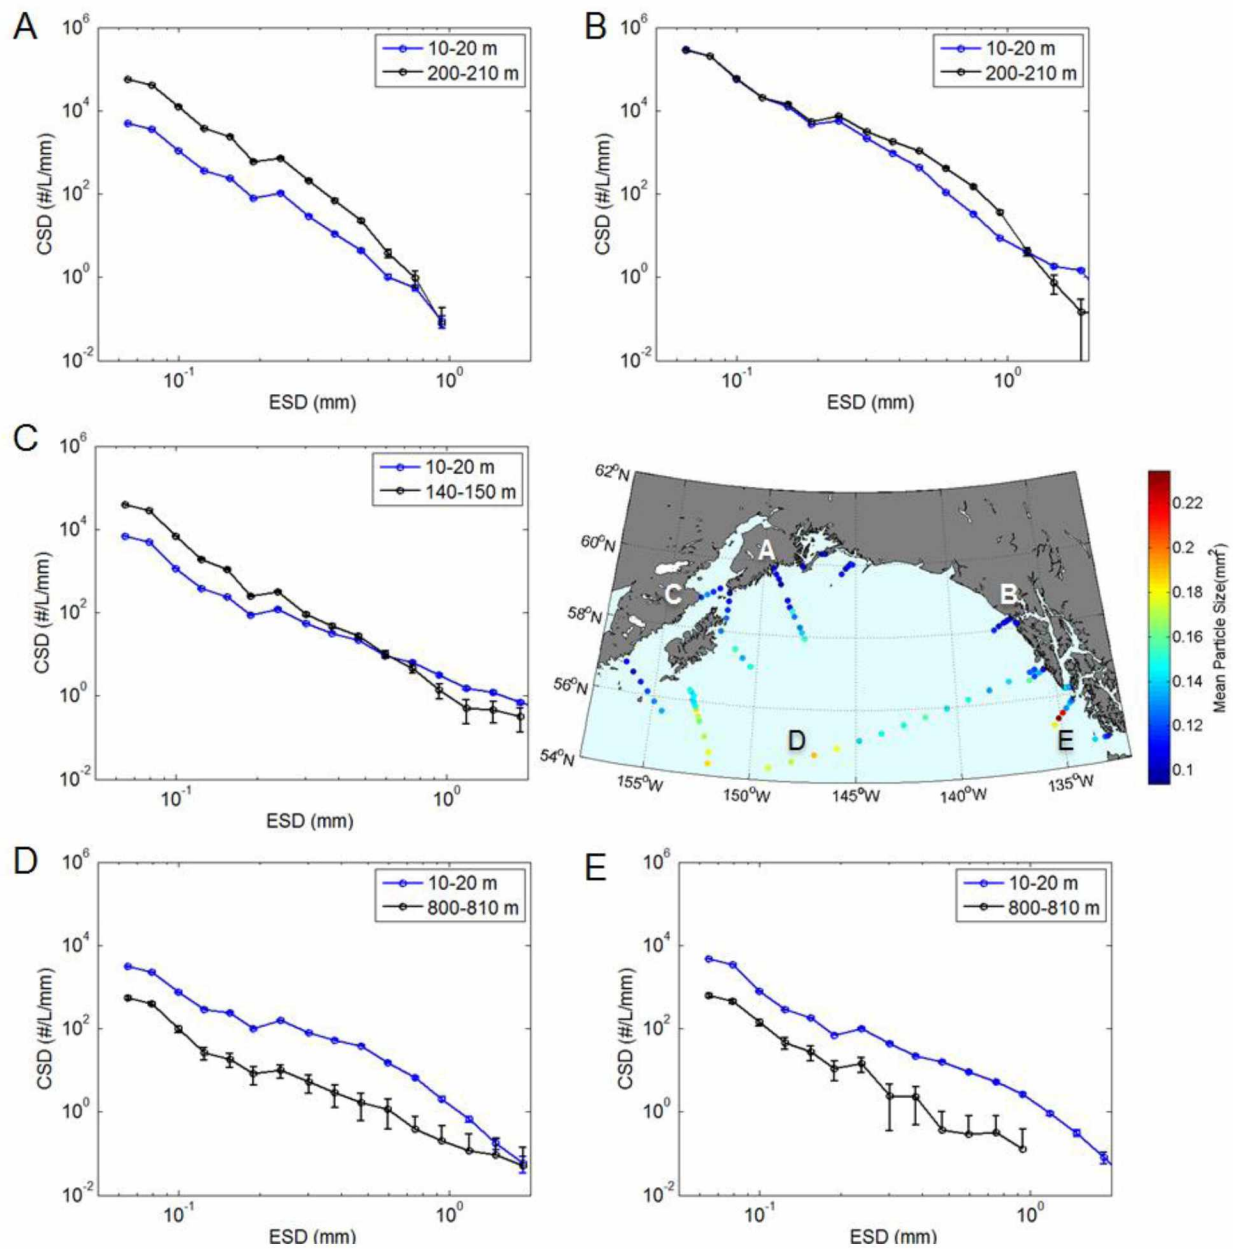 A
10^6
10^4
10^2
10^0
10^-2
CSD (#/L/mm)
10-20 m
200-210 m
10^-1
10^0
ESD (mm)
B
10^6
10^4
10^2
10^0
10^-2
CSD (#/L/mm)
10-20 m
200-210 m
10^-1
10^0
ESD (mm)
C
10^6
10^4
10^2
10^0
10^-2
CSD (#/L/mm)
10-20 m
140-150 m
10^-1
10^0
ESD (mm)
62°N
60°N
58°N
56°N
54°N
155°W
150°W
145°W
140°W
135°W
A
B
C
D
E
0.22
0.2
0.18
0.16
0.14
0.12
0.1
Mean Particle Size(mm²)
D
10^6
10^4
10^2
10^0
10^-2
CSD (#/L/mm)
10-20 m
800-810 m
10^-1
10^0
ESD (mm)
E
10^6
10^4
10^2
10^0
10^-2
CSD (#/L/mm)
10-20 m
800-810 m
10^-1
10^0
ESD (mm)